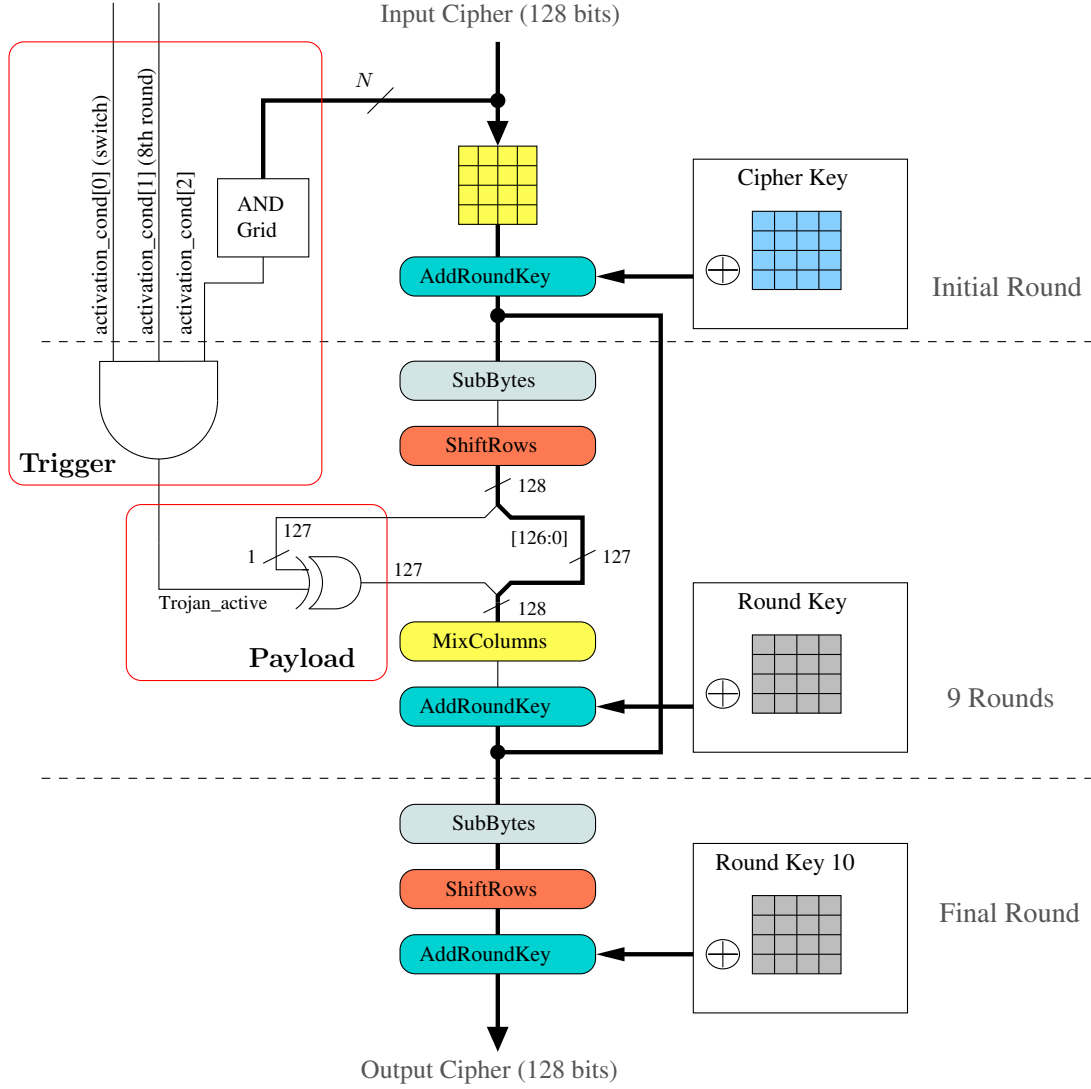 Input Cipher (128 bits)
N
activation_cond[0] (switch)
activation_cond[1] (8th round)
activation_cond[2]
AND
Grid
Cipher Key
AddRoundKey
Initial Round
SubBytes
ShiftRows
Trigger
128
127
[126:0]
1
127
127
Trojan_active
128
Round Key
MixColumns
Payload
AddRoundKey
9 Rounds
SubBytes
Round Key 10
ShiftRows
Final Round
AddRoundKey
Output Cipher (128 bits)